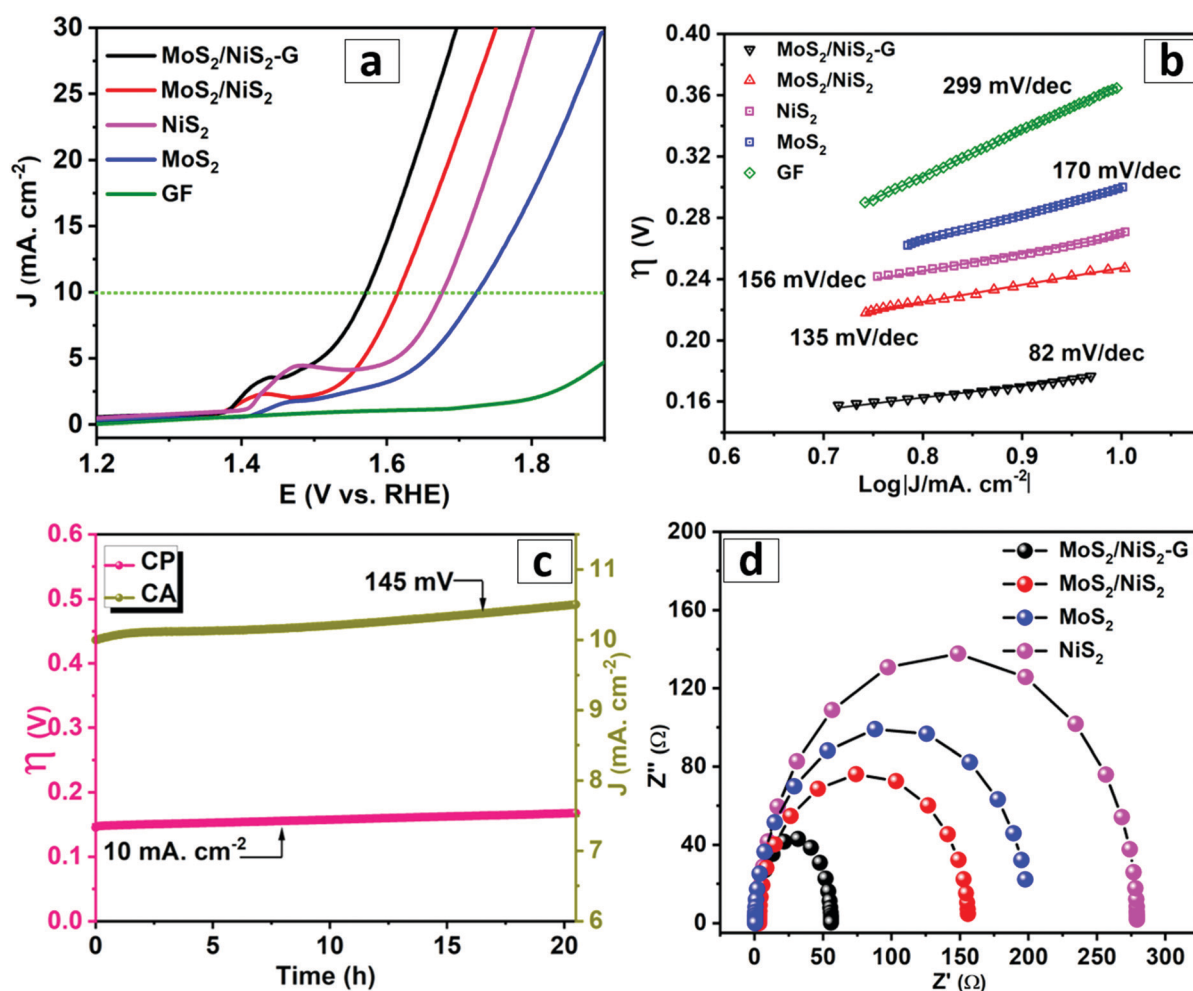 a
MoS₂/NiS₂-G
MoS₂/NiS₂
NiS₂
MoS₂
GF
30
25
20
15
10
5
0
J (mA. cm⁻²)
1.2 1.4 1.6 1.8
E (V vs. RHE)
b
MoS₂/NiS₂-G
MoS₂/NiS₂
NiS₂
MoS₂
GF
299 mV/dec
170 mV/dec
156 mV/dec
135 mV/dec
82 mV/dec
0.40
0.36
0.32
0.28
0.24
0.20
0.16
η (V)
0.6 0.7 0.8 0.9 1.0
Log|J/mA. cm⁻²|
c
CP
CA
145 mV
10 mA. cm⁻²
0.6
0.5
0.4
0.3
0.2
0.1
0.0
η (V)
11
10
9
8
7
6
J (mA. cm⁻²)
0 5 10 15 20
Time (h)
d
MoS₂/NiS₂-G
MoS₂/NiS₂
MoS₂
NiS₂
200
160
120
80
40
0
Z'' (Ω)
0 50 100 150 200 250 300
Z' (Ω)